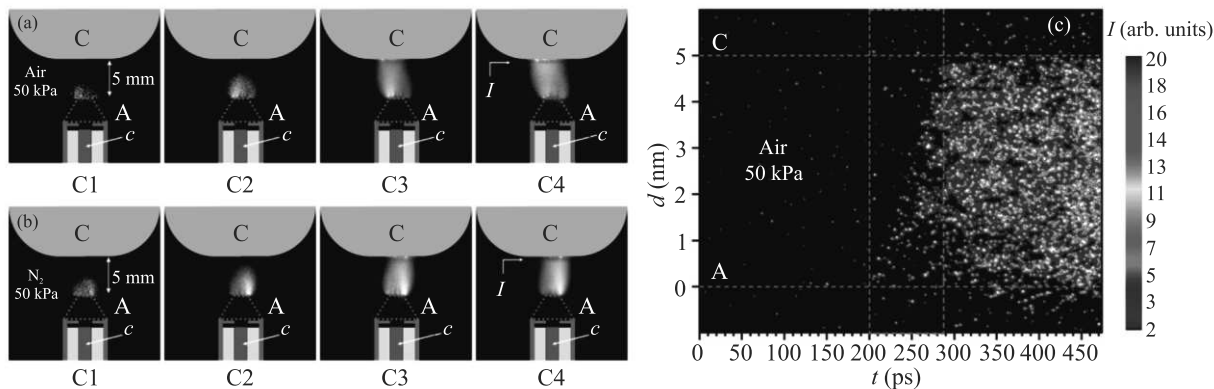 (a)
C
C
C
C
Air
50 kPa
5 mm
I
A
A
A
A
c
c
c
c
C1
C2
C3
C4
(b)
C
C
C
C
N₂
50 kPa
5 mm
I
A
A
A
A
c
c
c
c
C1
C2
C3
C4
(c)
C
A
Air
50 kPa
d (nm)
5
4
3
2
1
0
0 50 100 150 200 250 300 350 400 450
t (ps)
I (arb. units)
20
18
16
14
13
11
9
7
5
3
2